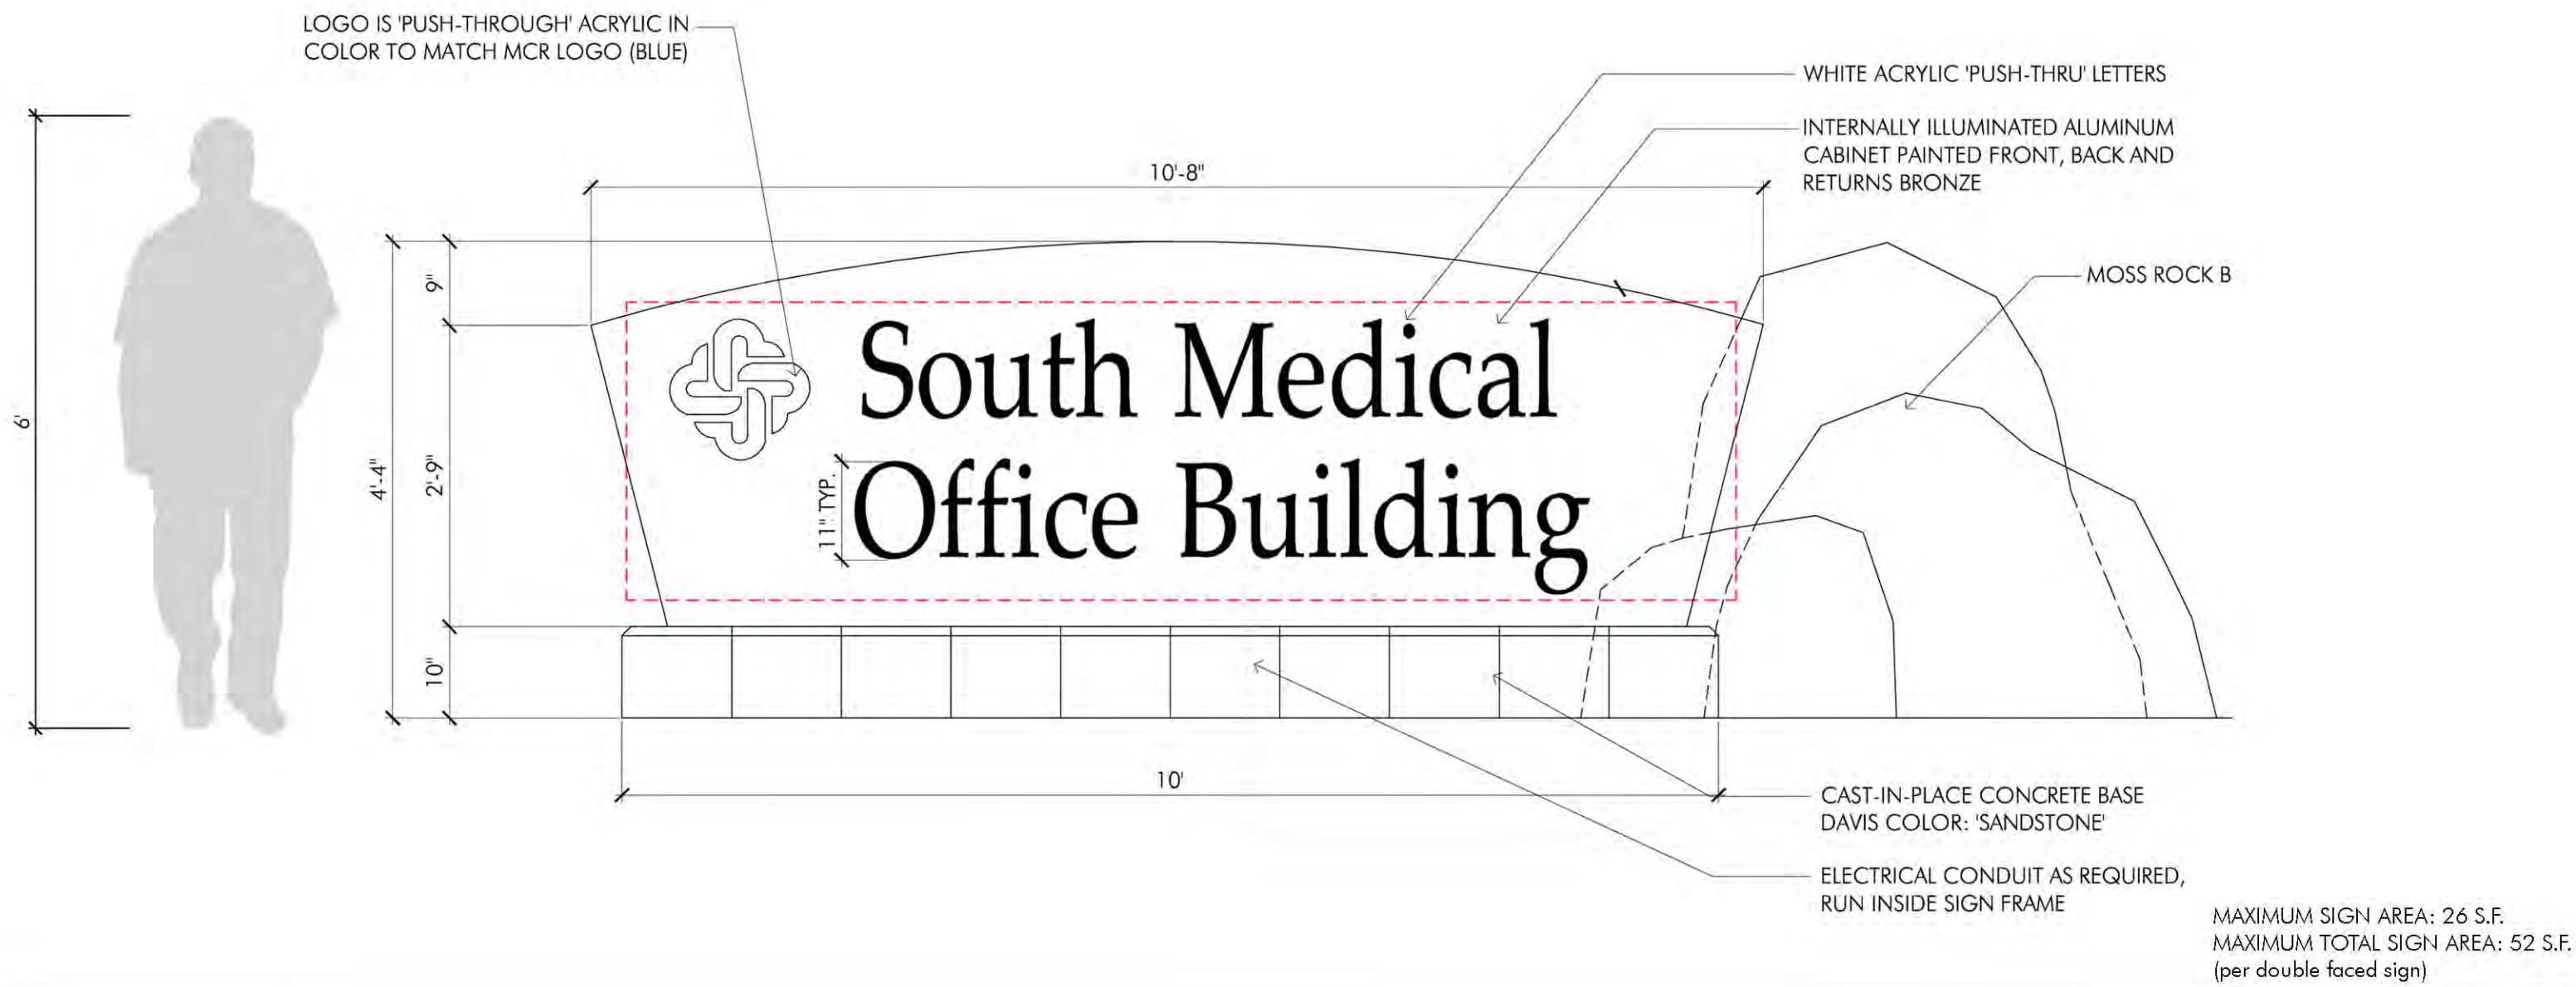 LOGO IS 'PUSH-THROUGH' ACRYLIC IN
COLOR TO MATCH MCR LOGO (BLUE)
WHITE ACRYLIC 'PUSH-THRU' LETTERS
INTERNALLY ILLUMINATED ALUMINUM
CABINET PAINTED FRONT, BACK AND
RETURNS BRONZE
10'-8"
MOSS ROCK B
9"
6'
4'-4"
2'-9"
South Medical
11" TYP.
Office Building
10"
10'
CAST-IN-PLACE CONCRETE BASE
DAVIS COLOR: 'SANDSTONE'
ELECTRICAL CONDUIT AS REQUIRED,
RUN INSIDE SIGN FRAME
MAXIMUM SIGN AREA: 26 S.F.
MAXIMUM TOTAL SIGN AREA: 52 S.F.
(per double faced sign)